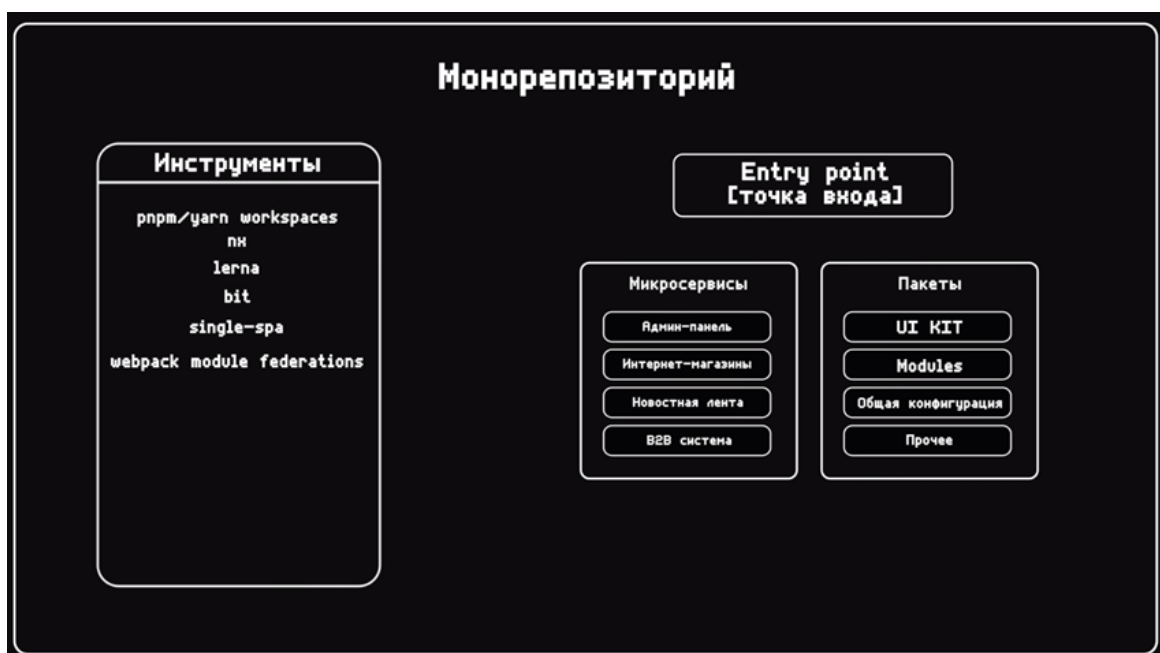 Монорепозиторий
Инструменты
pnpm/yarn workspaces
nx
lerna
bit
single-spa
webpack module federations
Entry point
[точка входа]
Микросервисы
Админ-панель
Интернет-магазины
Новостная лента
B2B система
Пакеты
UI KIT
Modules
Общая конфигурация
Прочее